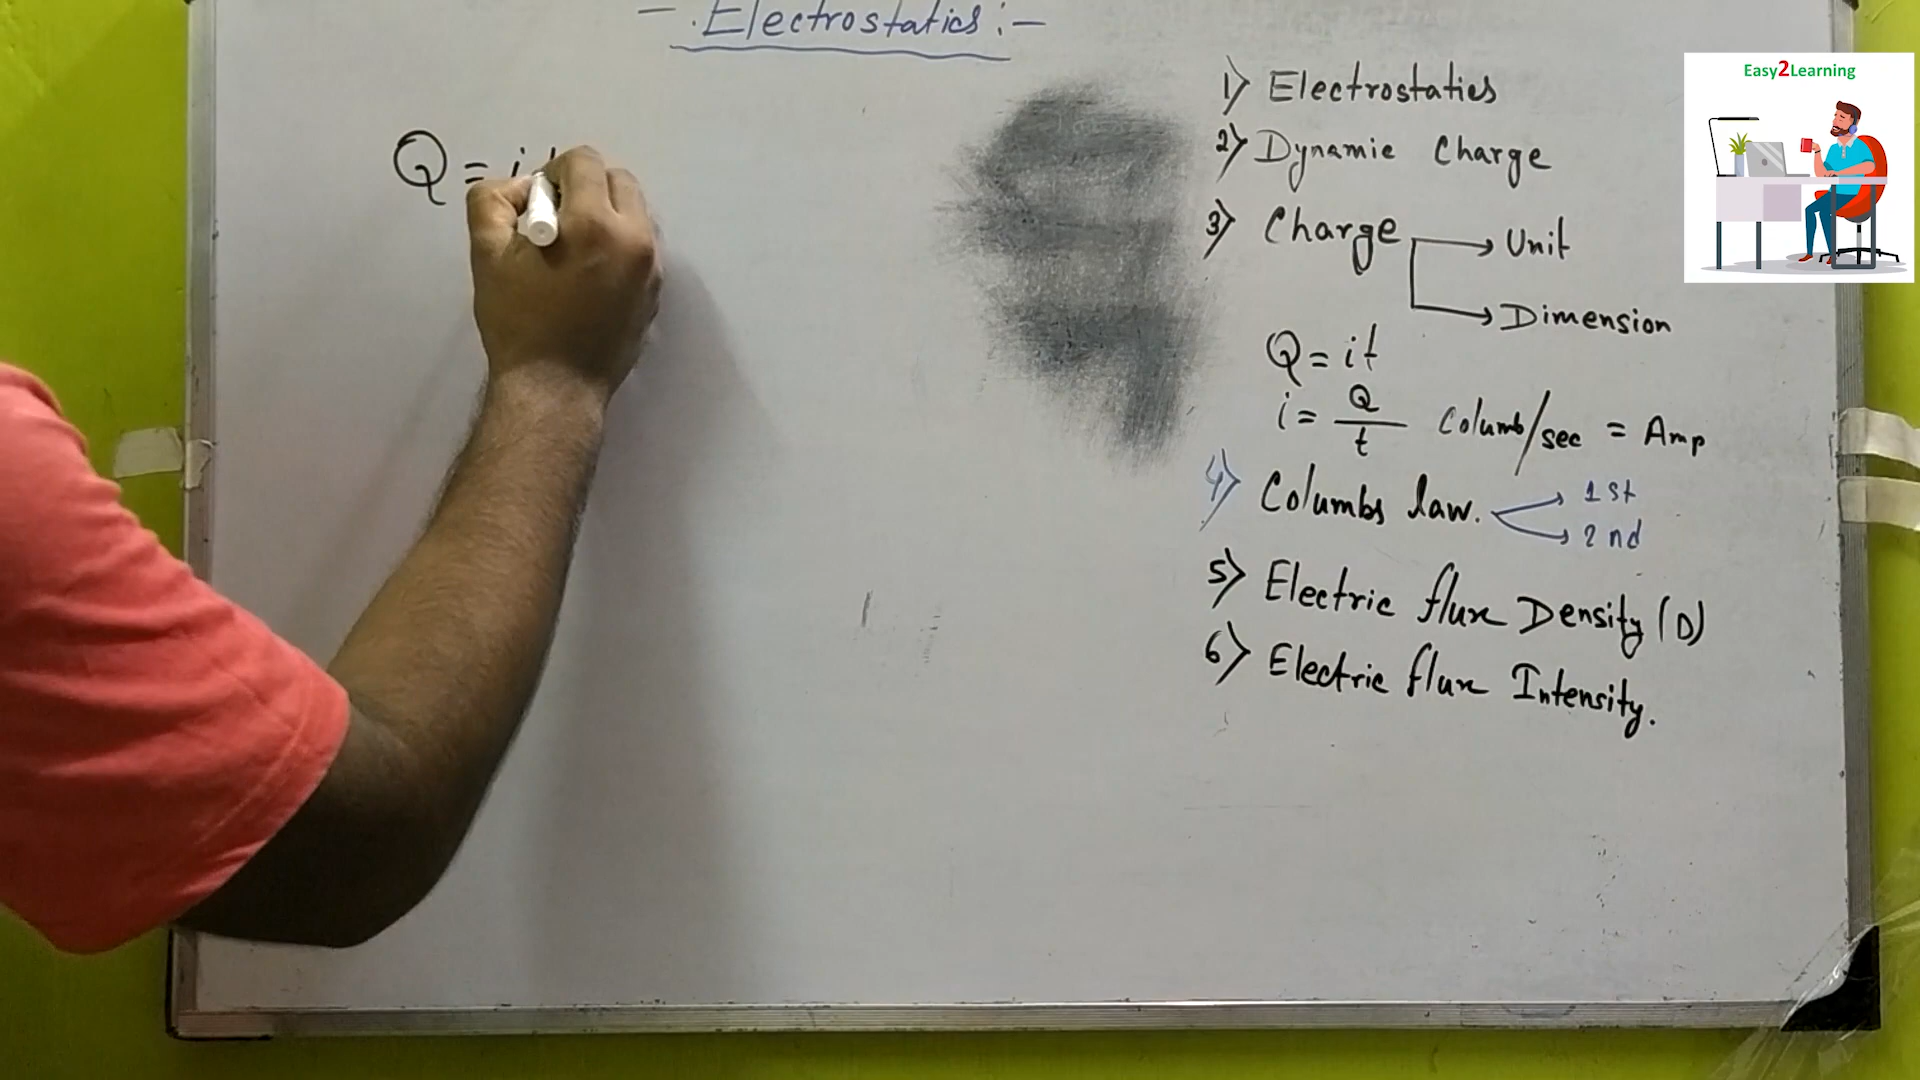 - . Electrostatics :-
Q = it
1) Electrostatics
2) Dynamic Charge
3) Charge → Unit
→ Dimension
Q = it
i = Q/t Columb/sec = Amp
4) Columbs law. → 1st
→ 2nd
5) Electric flux Density (D)
6) Electric flux Intensity.
Easy2Learning